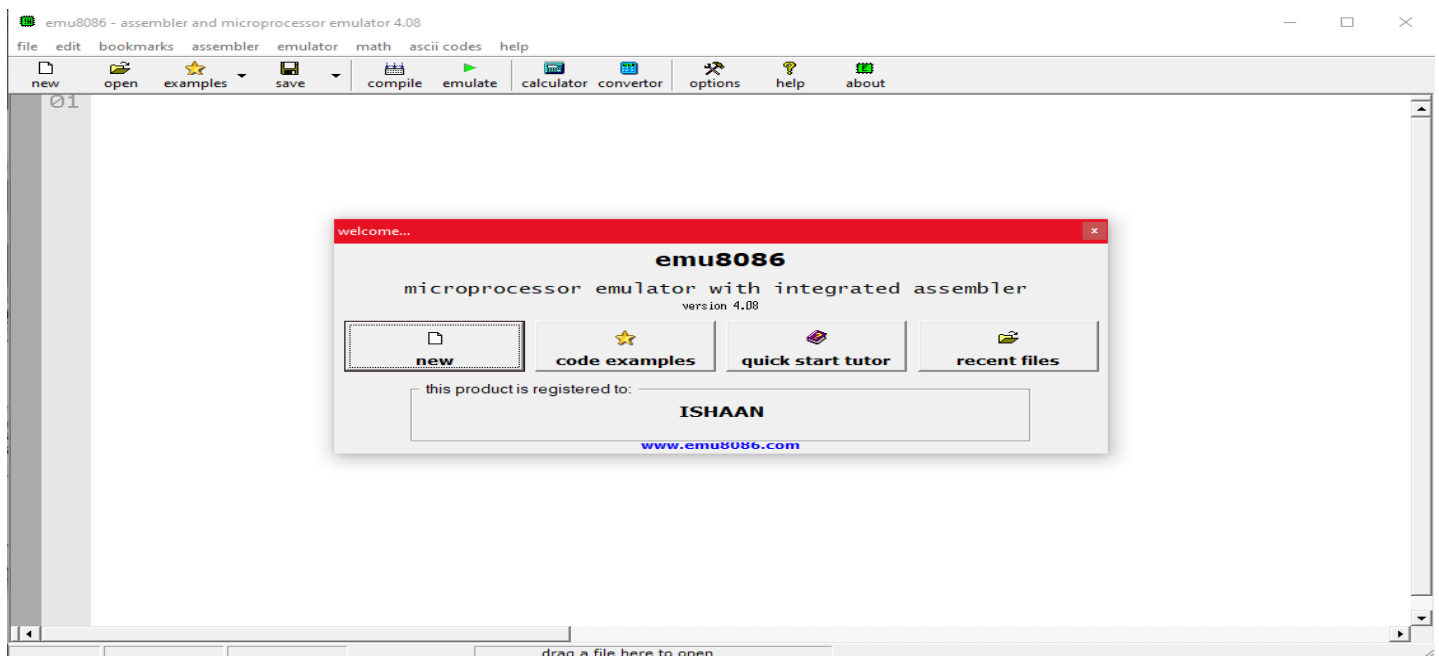 emu8086 - assembler and microprocessor emulator 4.08
file edit bookmarks assembler emulator math ascii codes help
new open examples save compile emulate calculator convertor options help about
01
welcome...
emu8086
microprocessor emulator with integrated assembler
version 4.08
new code examples quick start tutor recent files
this product is registered to:
ISHAAN
www.emu8086.com
drag a file here to open